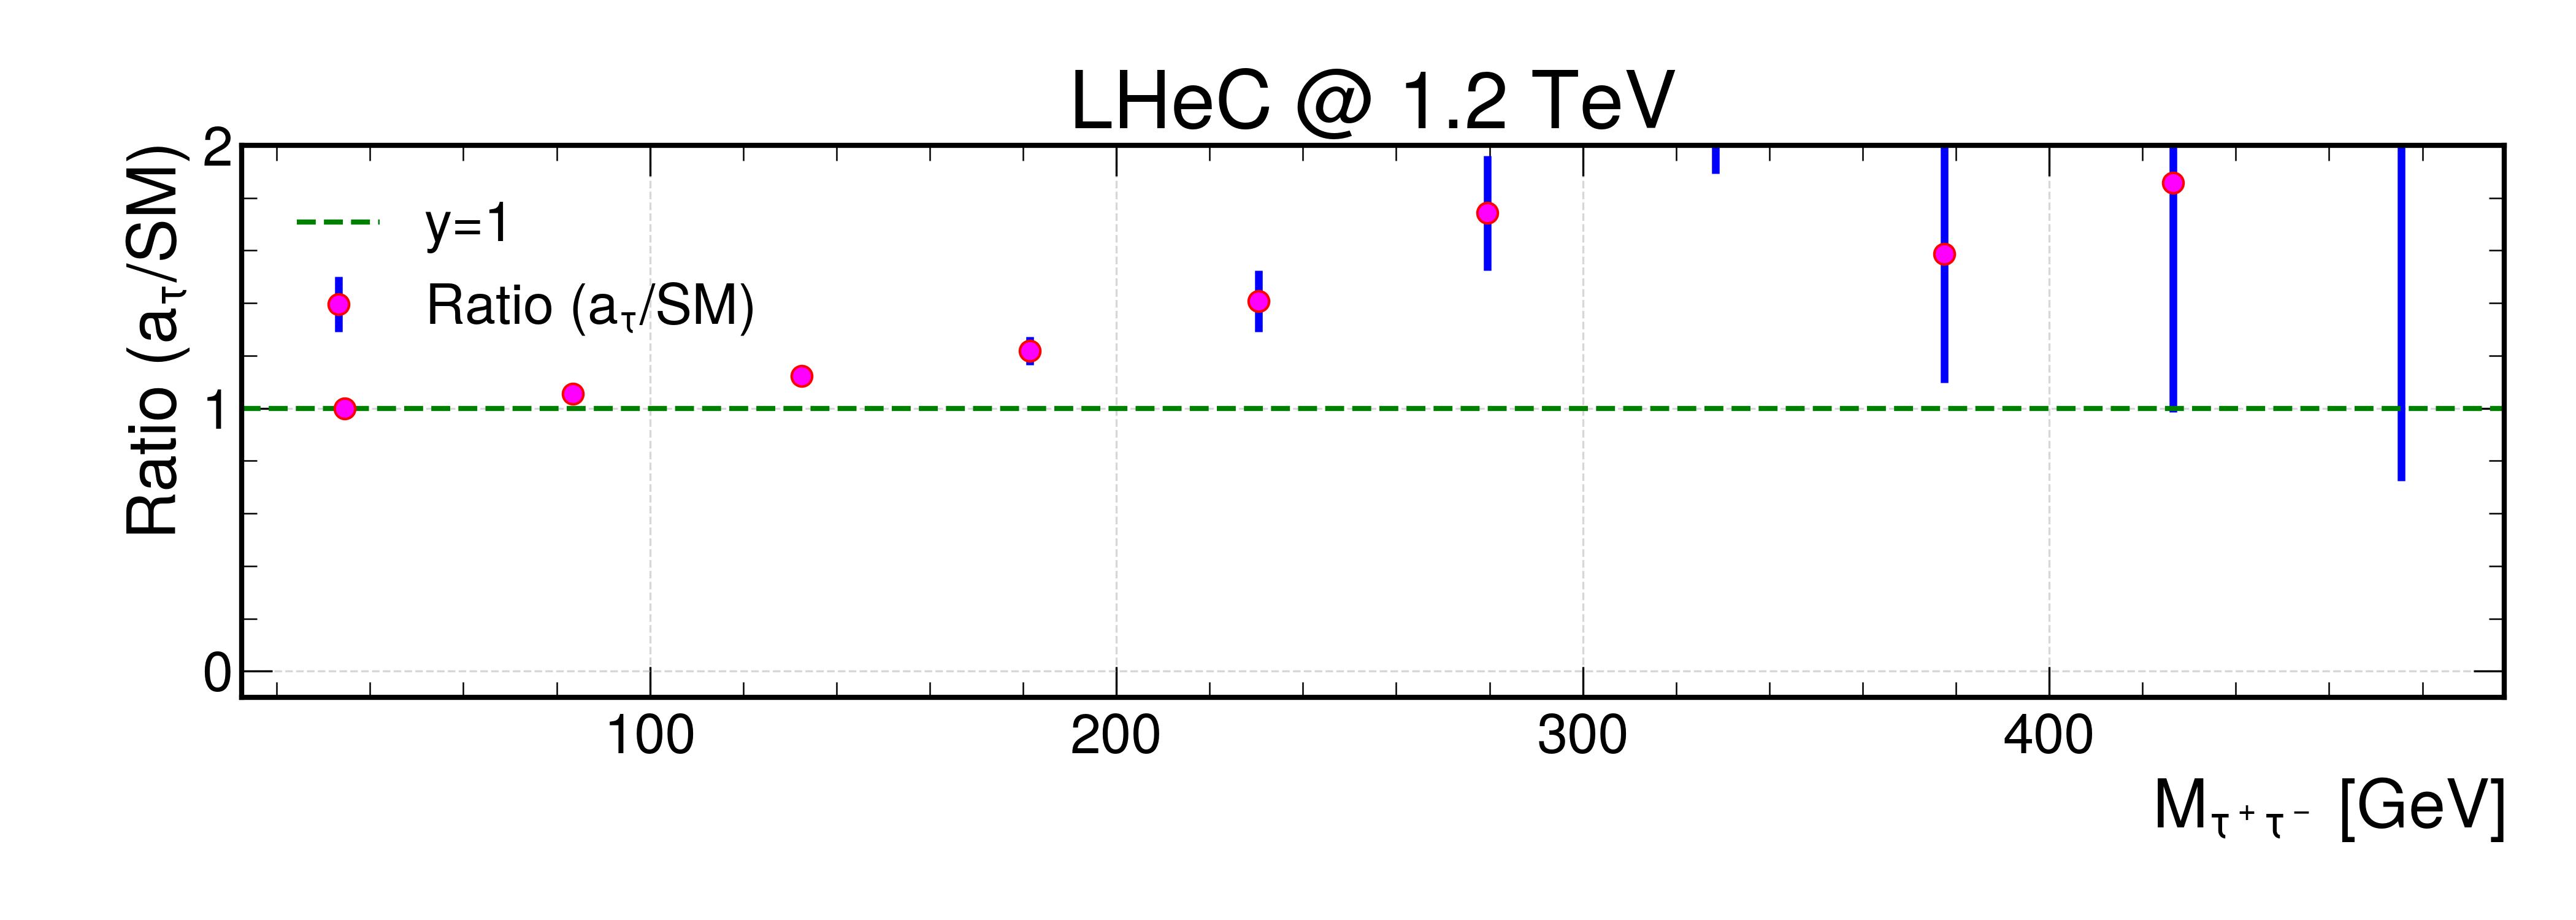 LHeC @ 1.2 TeV
Ratio (aτ/SM)
2
1
0
y=1
Ratio (aτ/SM)
100 200 300 400
Mτ⁺τ⁻ [GeV]